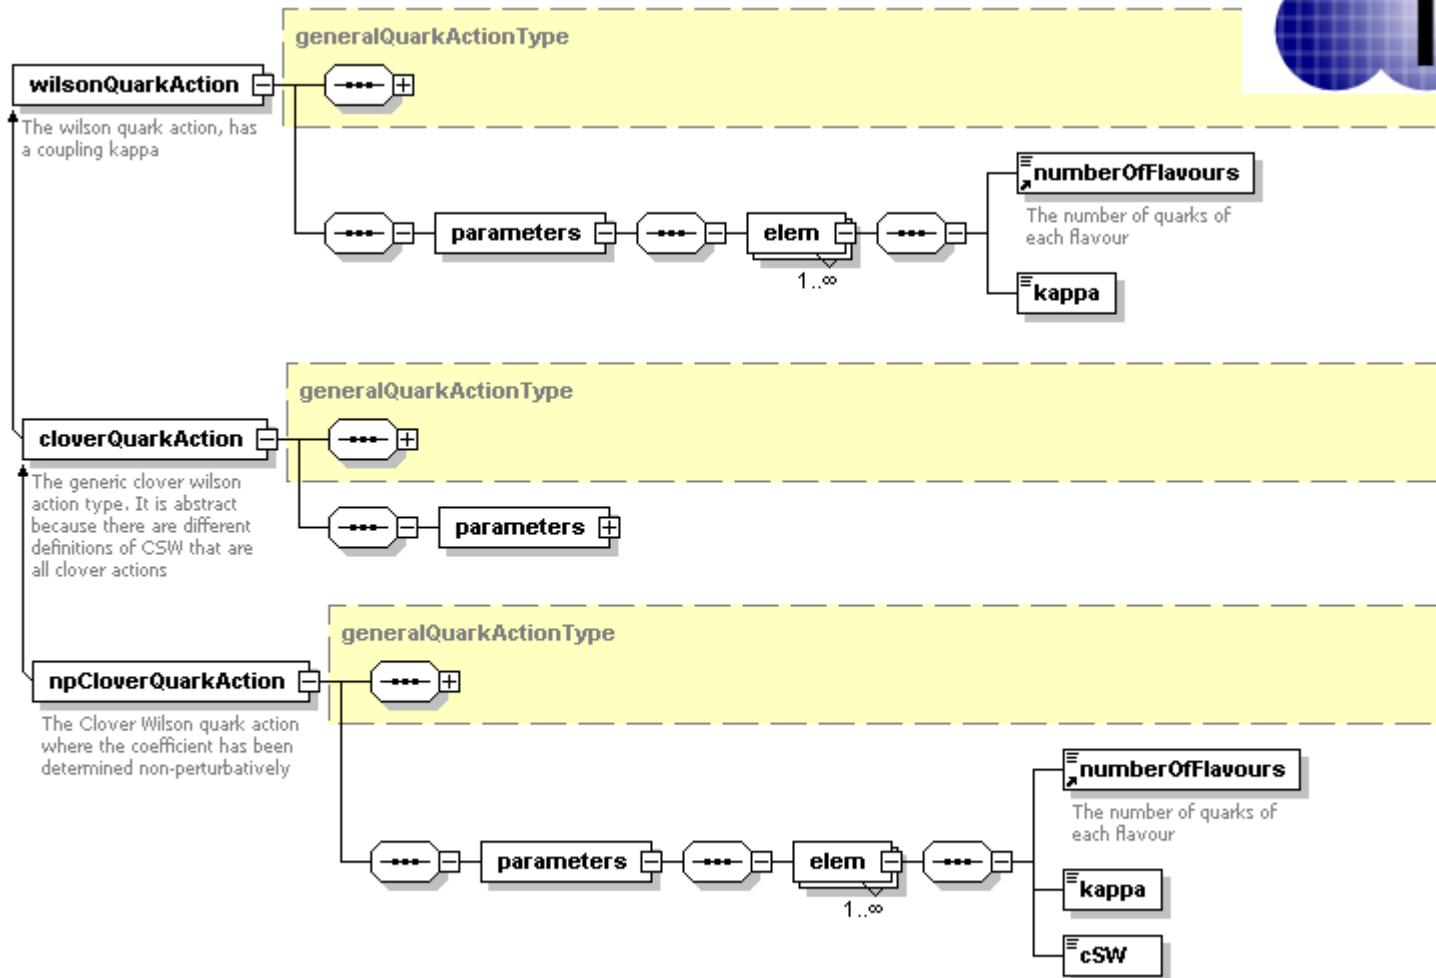 generalQuarkActionType
wilsonQuarkAction
The wilson quark action, has
a coupling kappa
numberOfFlavours
The number of quarks of
each flavour
parameters
elem
1..∞
kappa
generalQuarkActionType
cloverQuarkAction
The generic clover wilson
action type. It is abstract
because there are different
definitions of CSW that are
all clover actions
parameters
generalQuarkActionType
npCloverQuarkAction
The Clover Wilson quark action
where the coefficient has been
determined non-perturbatively
numberOfFlavours
The number of quarks of
each flavour
parameters
elem
1..∞
kappa
cSW